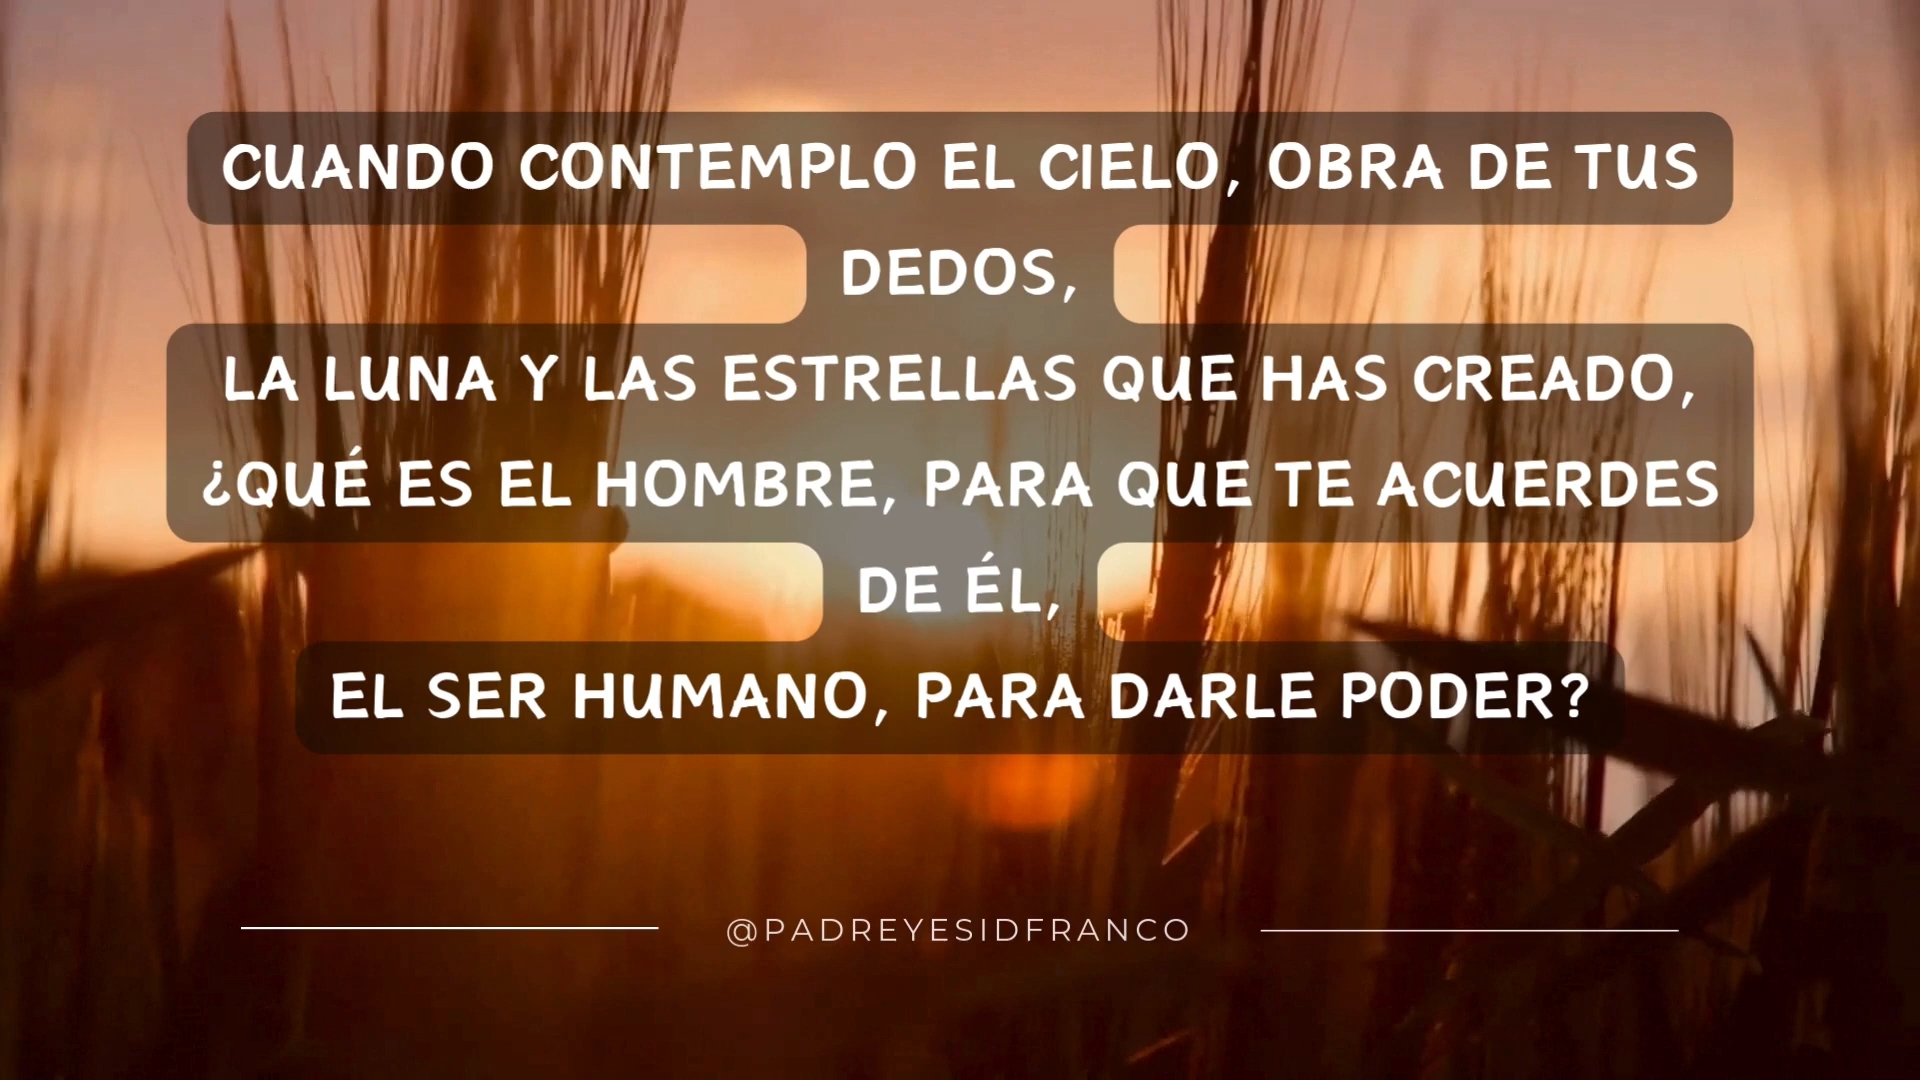 CUANDO CONTEMPLO EL CIELO, OBRA DE TUS
DEDOS,
LA LUNA Y LAS ESTRELLAS QUE HAS CREADO,
¿QUÉ ES EL HOMBRE, PARA QUE TE ACUERDES
DE ÉL,
EL SER HUMANO, PARA DARLE PODER?
@PADREYESIDFRANCO